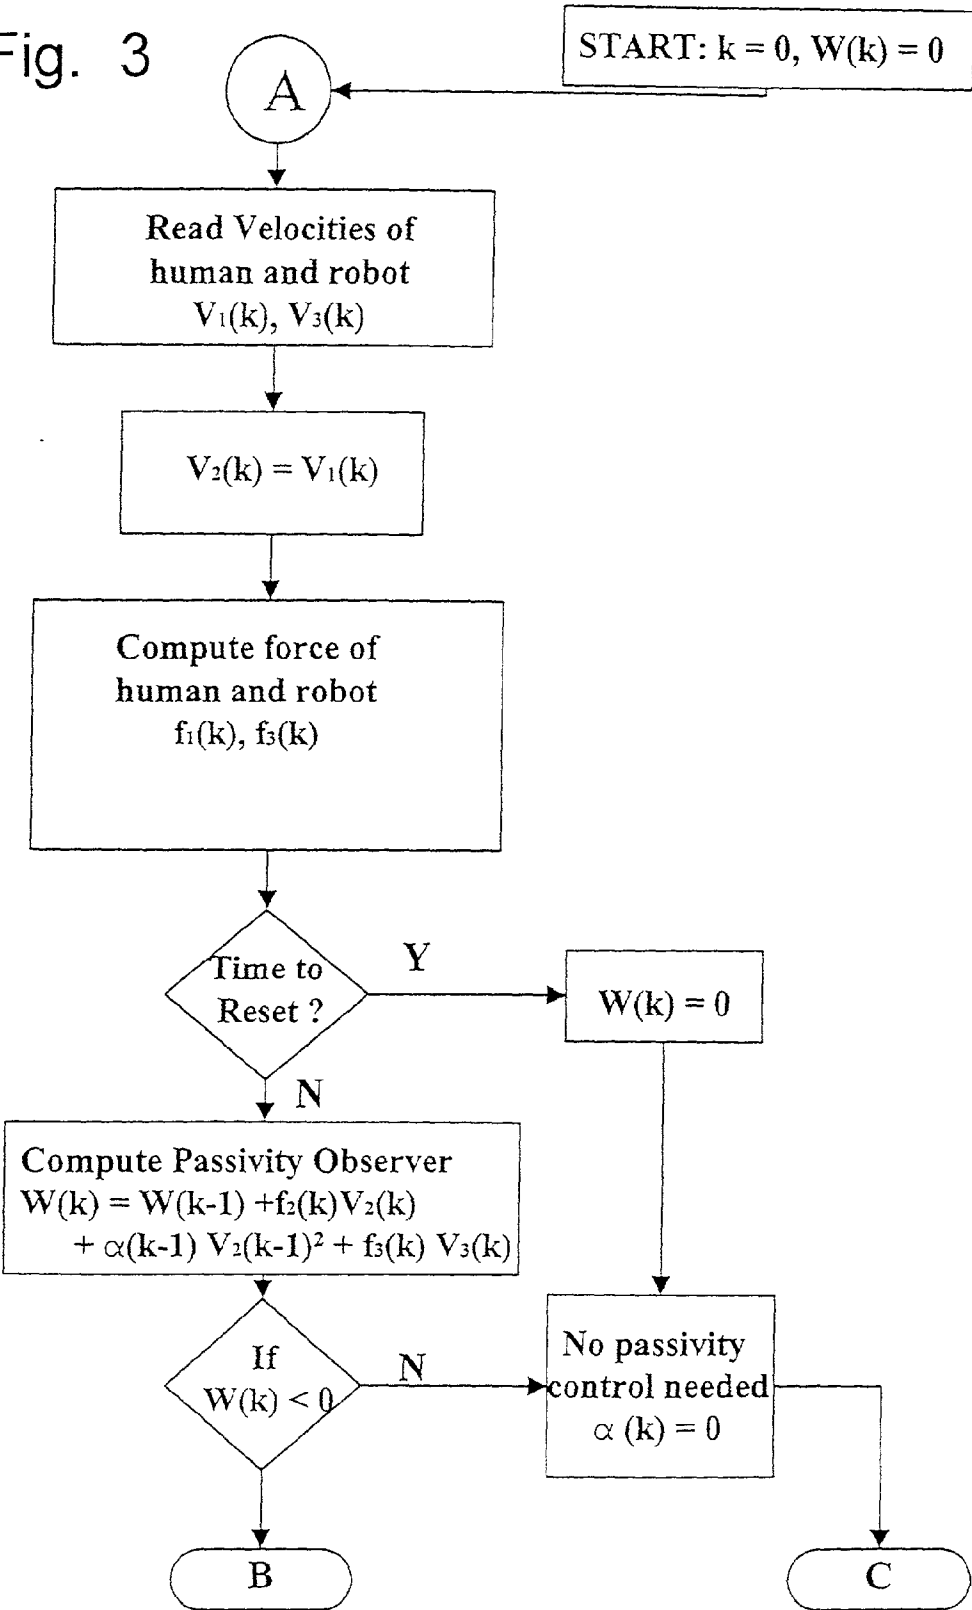 Fig. 3
START: k = 0, W(k) = 0
A
Read Velocities of
human and robot
V₁(k), V₃(k)
V₂(k) = V₁(k)
Compute force of
human and robot
f₁(k), f₃(k)
Time to
Reset ?
Y
W(k) = 0
N
Compute Passivity Observer
W(k) = W(k-1) +f₂(k)V₂(k)
+ α(k-1) V₂(k-1)² + f₃(k) V₃(k)
If
W(k) < 0
N
No passivity
control needed
α (k) = 0
B
C